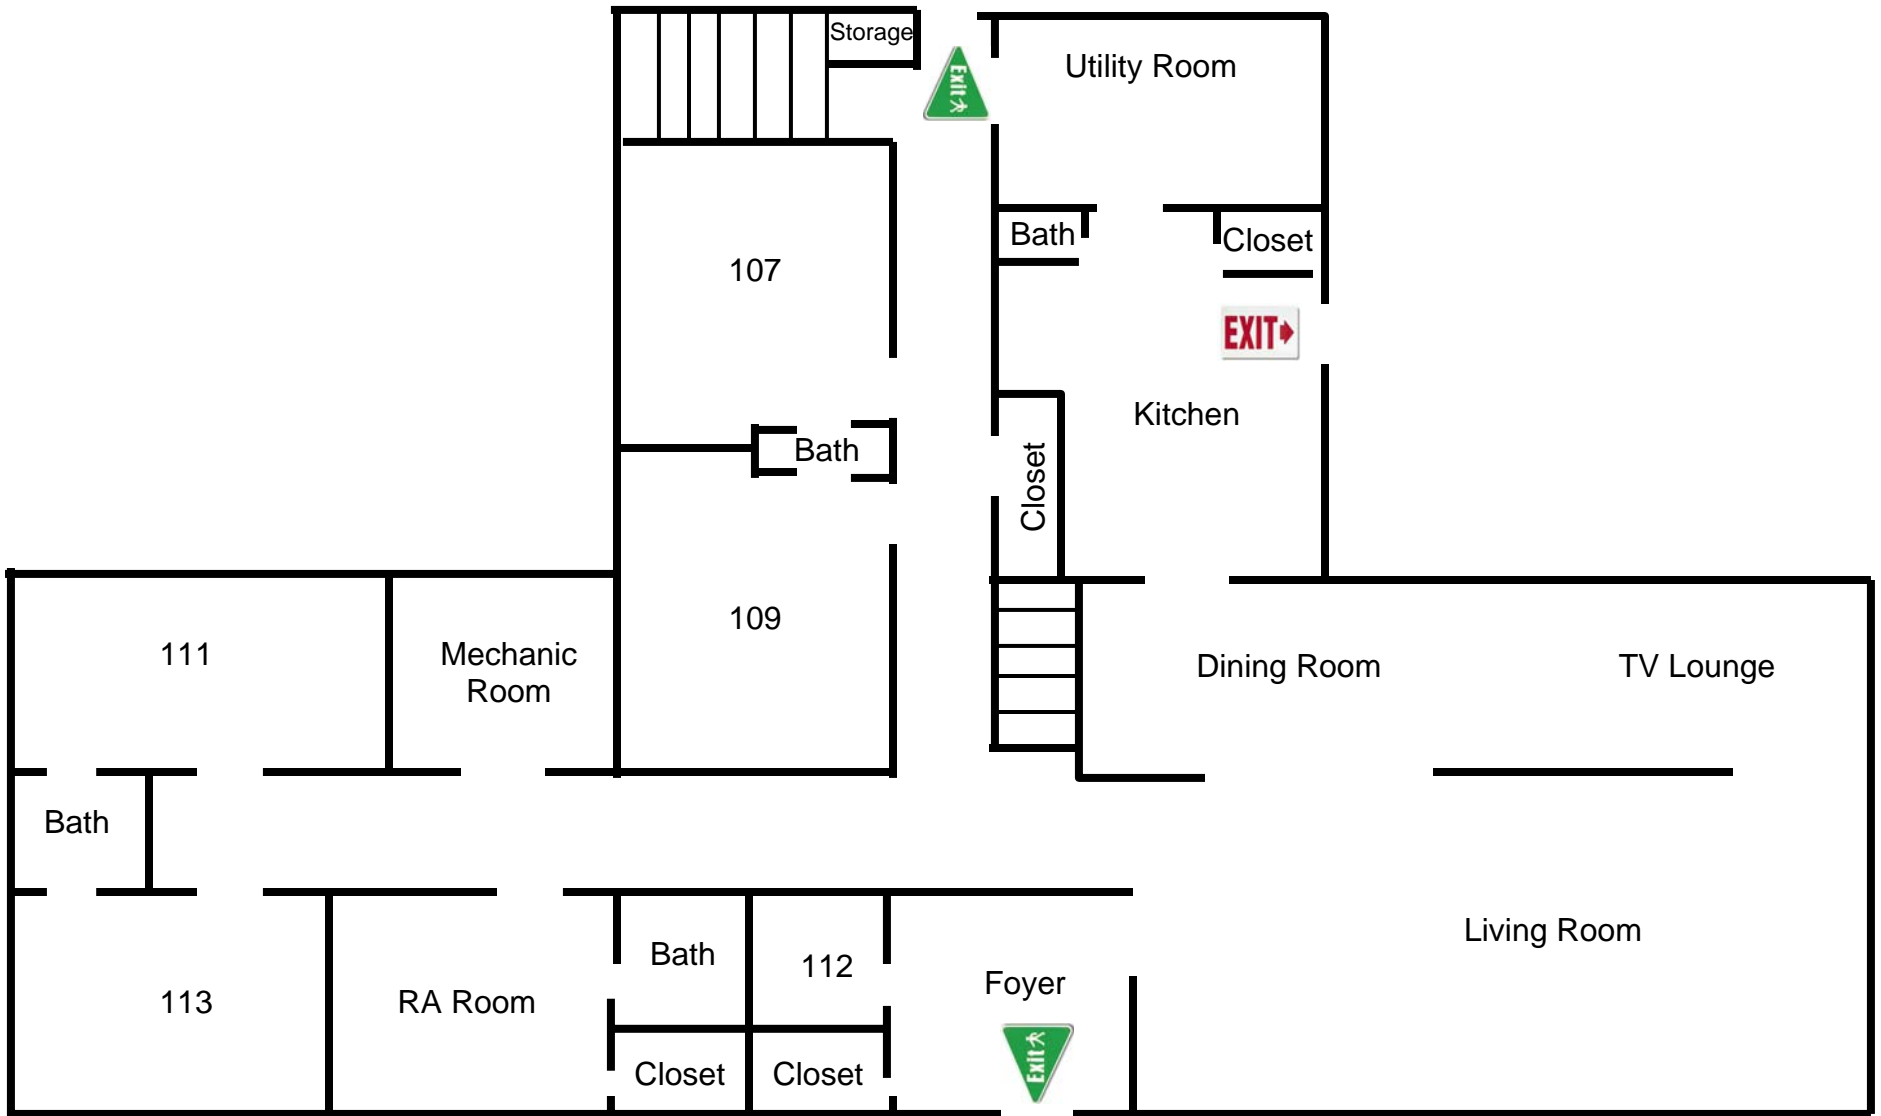 Storage
Exit
Utility Room
Bath
Closet
107
EXIT
Kitchen
Bath
Closet
109
111
Mechanic
Room
Dining Room
TV Lounge
Bath
Living Room
Bath
112
Foyer
113
RA Room
Exit
Closet
Closet